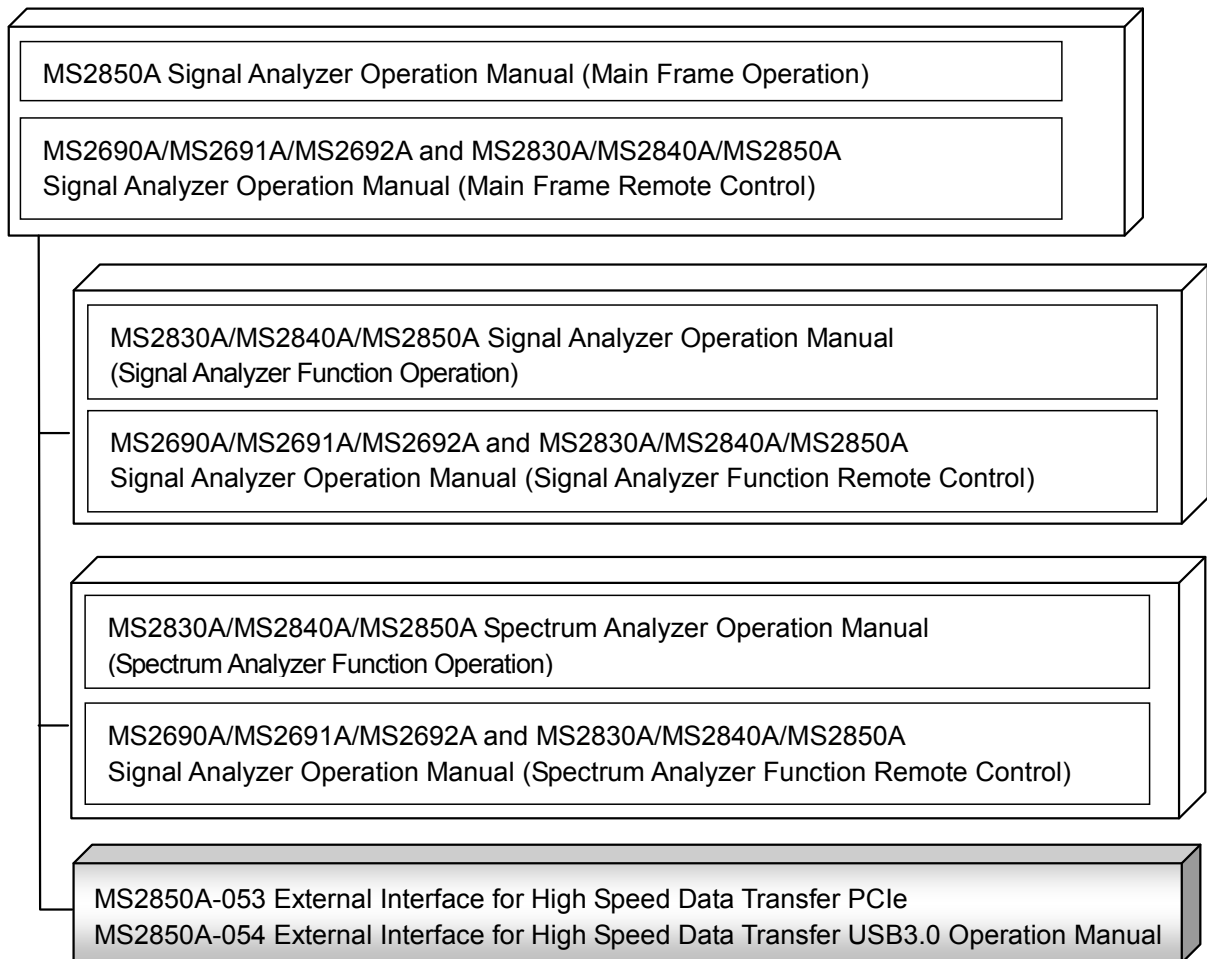 MS2850A Signal Analyzer Operation Manual (Main Frame Operation)
MS2690A/MS2691A/MS2692A and MS2830A/MS2840A/MS2850A
Signal Analyzer Operation Manual (Main Frame Remote Control)
MS2830A/MS2840A/MS2850A Signal Analyzer Operation Manual
(Signal Analyzer Function Operation)
MS2690A/MS2691A/MS2692A and MS2830A/MS2840A/MS2850A
Signal Analyzer Operation Manual (Signal Analyzer Function Remote Control)
MS2830A/MS2840A/MS2850A Spectrum Analyzer Operation Manual
(Spectrum Analyzer Function Operation)
MS2690A/MS2691A/MS2692A and MS2830A/MS2840A/MS2850A
Signal Analyzer Operation Manual (Spectrum Analyzer Function Remote Control)
MS2850A-053 External Interface for High Speed Data Transfer PCIe
MS2850A-054 External Interface for High Speed Data Transfer USB3.0 Operation Manual